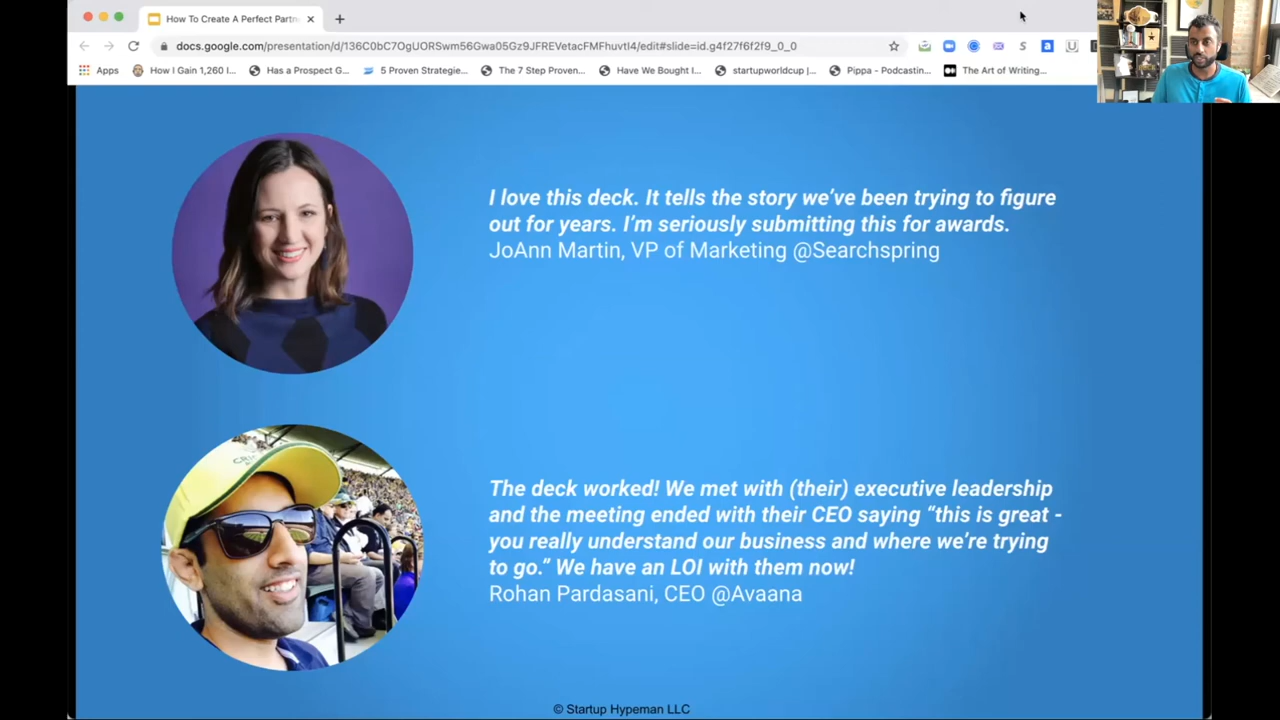 How To Create A Perfect Partn
docs.google.com/presentation/d/136C0bC7OgUORSwm56Gwa05Gz9JFREVetacFMFhuvtI4/edit#slide=id.g4f27f6f2f9_0_0
Apps
How I Gain 1,260 I...
Has a Prospect G...
5 Proven Strategie...
The 7 Step Proven...
Have We Bought I...
startupworldcup |...
Pippa - Podcastin...
The Art of Writing...
I love this deck. It tells the story we've been trying to figure
out for years. I'm seriously submitting this for awards.
JoAnn Martin, VP of Marketing @Searchspring
The deck worked! We met with (their) executive leadership
and the meeting ended with their CEO saying “this is great -
you really understand our business and where we're trying
to go.” We have an LOI with them now!
Rohan Pardasani, CEO @Avaana
© Startup Hypeman LLC